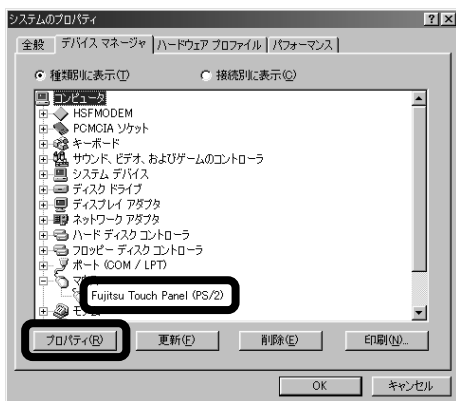 システムのプロパティ
全般 デバイス マネージャ ハードウェア プロファイル パフォーマンス
種類別に表示(T) 接続別に表示(C)
コンピュータ
HSFMODEM
PCMCIA ソケット
キーボード
サウンド、ビデオ、およびゲームのコントローラ
システム デバイス
ディスク ドライブ
ディスプレイ アダプタ
ネットワーク アダプタ
ハード ディスク コントローラ
フロッピー ディスク コントローラ
ポート (COM / LPT)
Fujitsu Touch Panel (PS/2)
プロパティ(R) 更新(F) 削除(E) 印刷(N)...
OK キャンセル